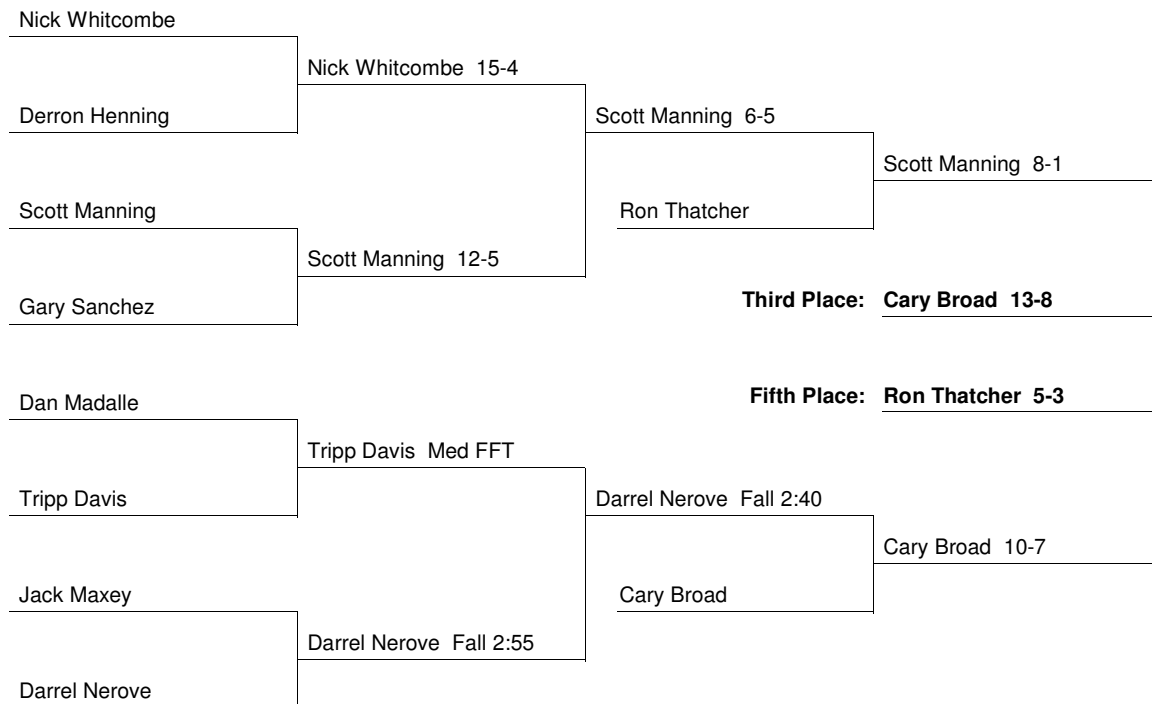 Nick Whitcombe
Nick Whitcombe 15-4
Derron Henning
Scott Manning 6-5
Scott Manning 8-1
Scott Manning
Ron Thatcher
Scott Manning 12-5
Gary Sanchez
Third Place: Cary Broad 13-8
Dan Madalle
Fifth Place: Ron Thatcher 5-3
Tripp Davis Med FFT
Tripp Davis
Darrel Nerove Fall 2:40
Cary Broad 10-7
Jack Maxey
Cary Broad
Darrel Nerove Fall 2:55
Darrel Nerove